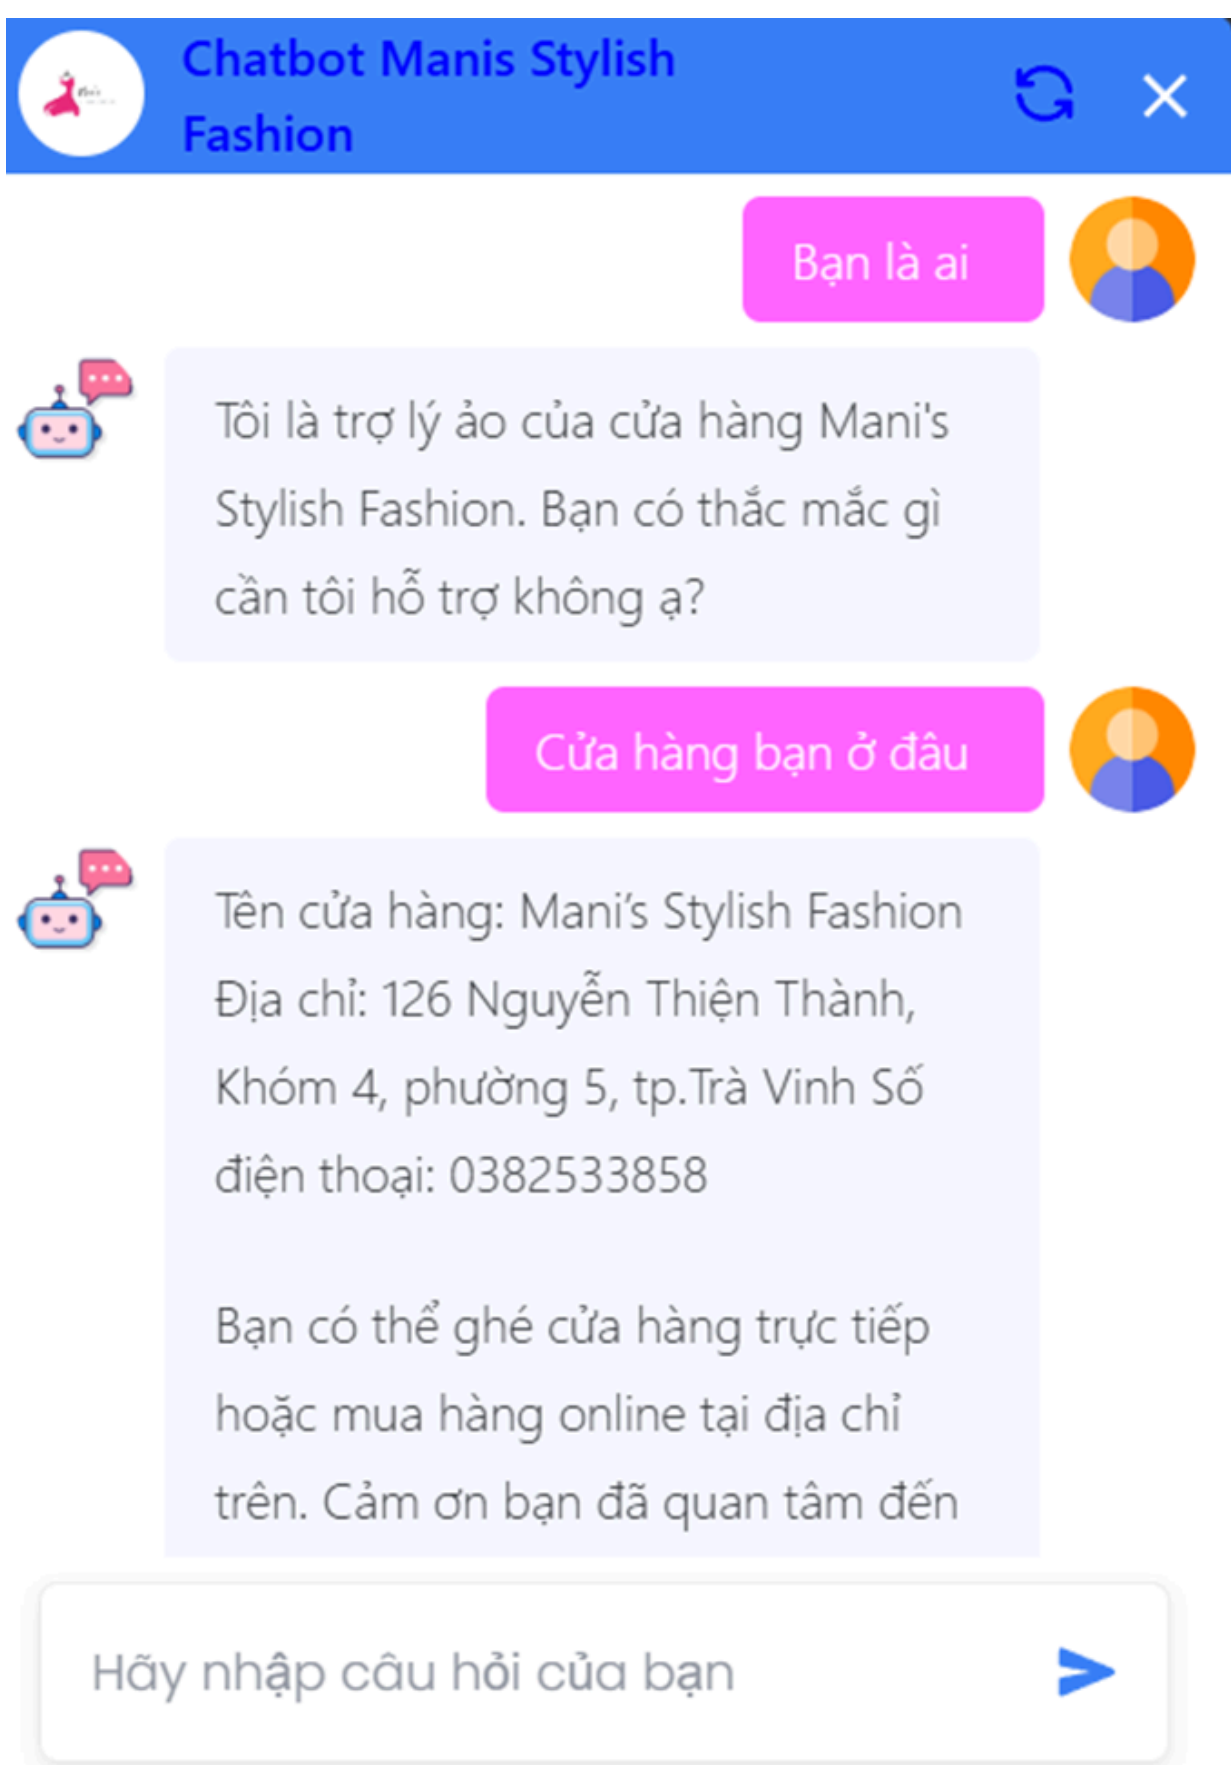 Chatbot Manis Stylish
Fashion
Bạn là ai
Tôi là trợ lý ảo của cửa hàng Mani's
Stylish Fashion. Bạn có thắc mắc gì
cần tôi hỗ trợ không ạ?
Cửa hàng bạn ở đâu
Tên cửa hàng: Mani’s Stylish Fashion
Địa chỉ: 126 Nguyễn Thiện Thành,
Khóm 4, phường 5, tp.Trà Vinh Số
điện thoại: 0382533858
Bạn có thể ghé cửa hàng trực tiếp
hoặc mua hàng online tại địa chỉ
trên. Cảm ơn bạn đã quan tâm đến
Hãy nhập câu hỏi của bạn